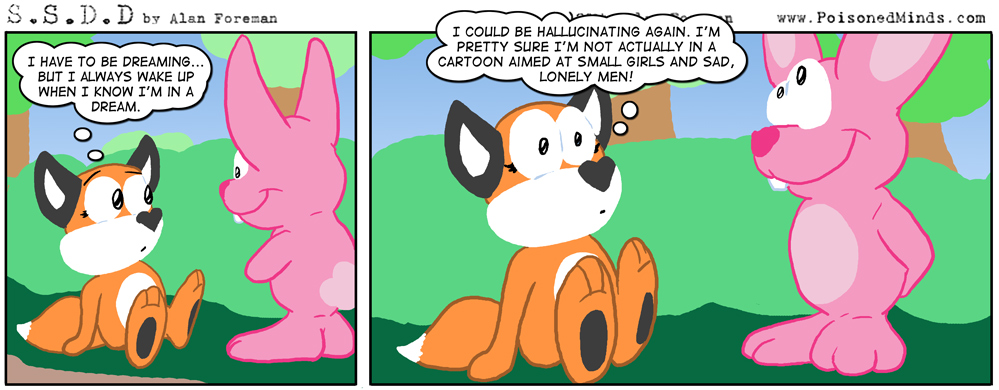 S.S.D.D by Alan Foreman
www.PoisonedMinds.com
I HAVE TO BE DREAMING...
BUT I ALWAYS WAKE UP
WHEN I KNOW I'M IN A
DREAM.
I COULD BE HALLUCINATING AGAIN. I'M
PRETTY SURE I'M NOT ACTUALLY IN A
CARTOON AIMED AT SMALL GIRLS AND SAD,
LONELY MEN!